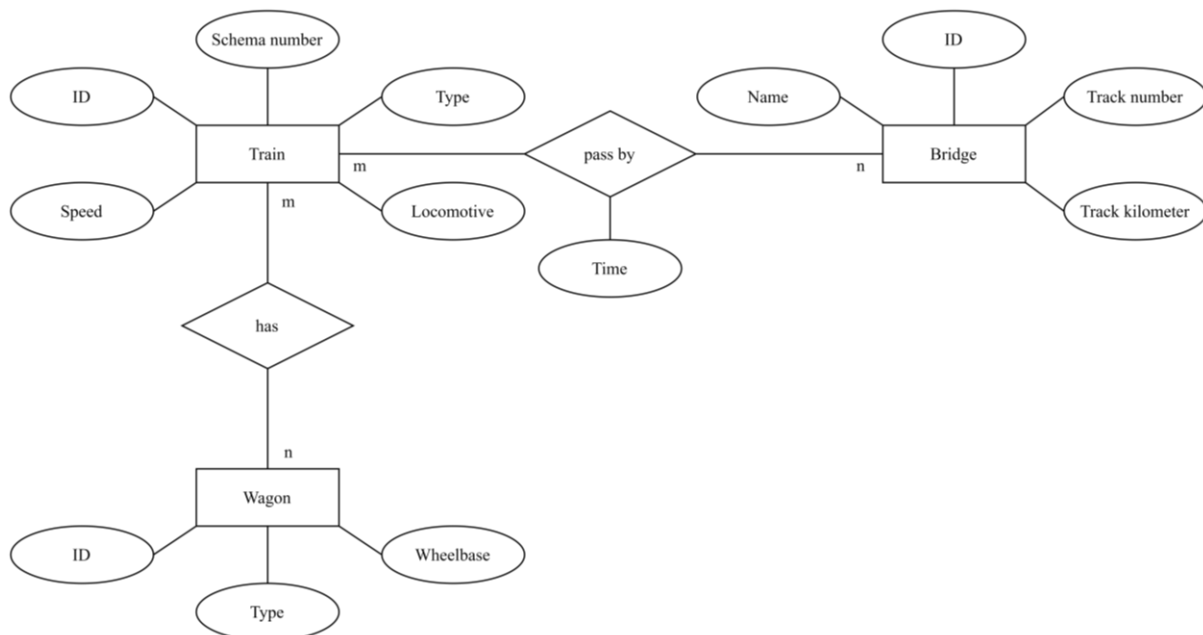 Schema number
ID
ID
Type
Name
Track number
Train
m
pass by
n
Bridge
m
Speed
Locomotive
Track kilometer
Time
has
n
Wagon
ID
Wheelbase
Type